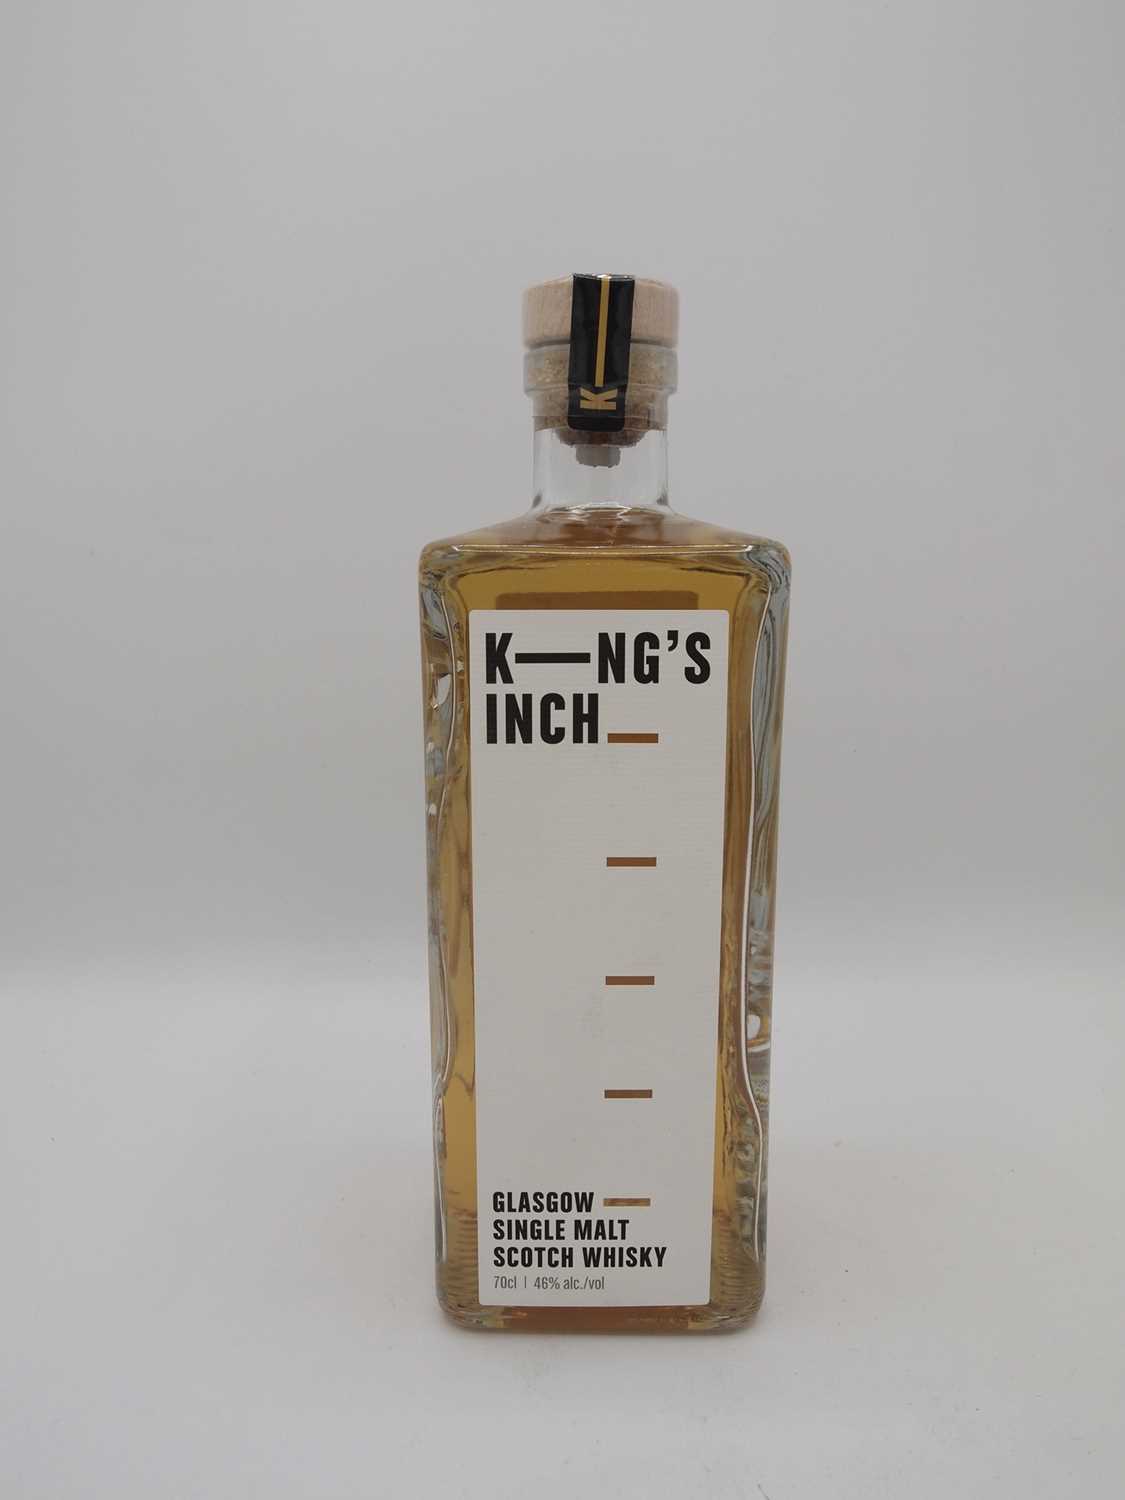 K
K—NG'S
INCH
GLASGOW
SINGLE MALT
SCOTCH WHISKY
70cl | 46% alc./vol